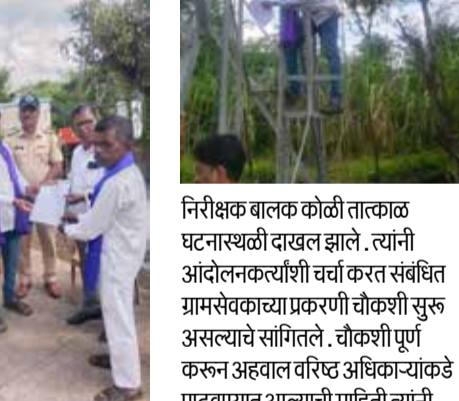 निरीक्षक बालक कोळी तात्काळ
घटनास्थळी दाखल झाले . त्यांनी
आंदोलनकर्त्यांशी चर्चा करत संबंधित
ग्रामसेवकाच्या प्रकरणी चौकशी सुरू
असल्याचे सांगितले . चौकशी पूर्ण
करून अहवाल वरिष्ठ अधिकाऱ्यांकडे